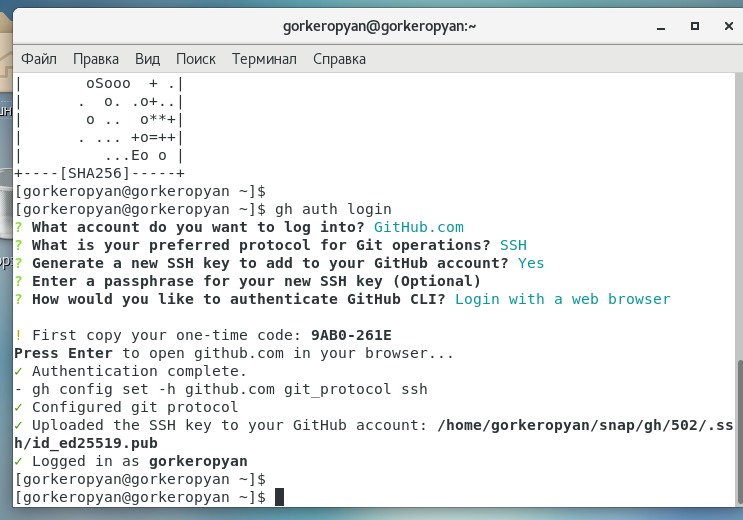 gorkeropyan@gorkeropyan:~
Файл Правка Вид Поиск Терминал Справка
|       oSooo  + .|
|      .  o. .o+..|
|       o ..  o**+|
|      . ... +o=++|
|         ...Eo o |
+----[SHA256]-----+
[gorkeropyan@gorkeropyan ~]$
[gorkeropyan@gorkeropyan ~]$ gh auth login
? What account do you want to log into? GitHub.com
? What is your preferred protocol for Git operations? SSH
? Generate a new SSH key to add to your GitHub account? Yes
? Enter a passphrase for your new SSH key (Optional)
? How would you like to authenticate GitHub CLI? Login with a web browser
! First copy your one-time code: 9AB0-261E
Press Enter to open github.com in your browser...
✓ Authentication complete.
- gh config set -h github.com git_protocol ssh
✓ Configured git protocol
✓ Uploaded the SSH key to your GitHub account: /home/gorkeropyan/snap/gh/502/.ss
h/id_ed25519.pub
✓ Logged in as gorkeropyan
[gorkeropyan@gorkeropyan ~]$
[gorkeropyan@gorkeropyan ~]$